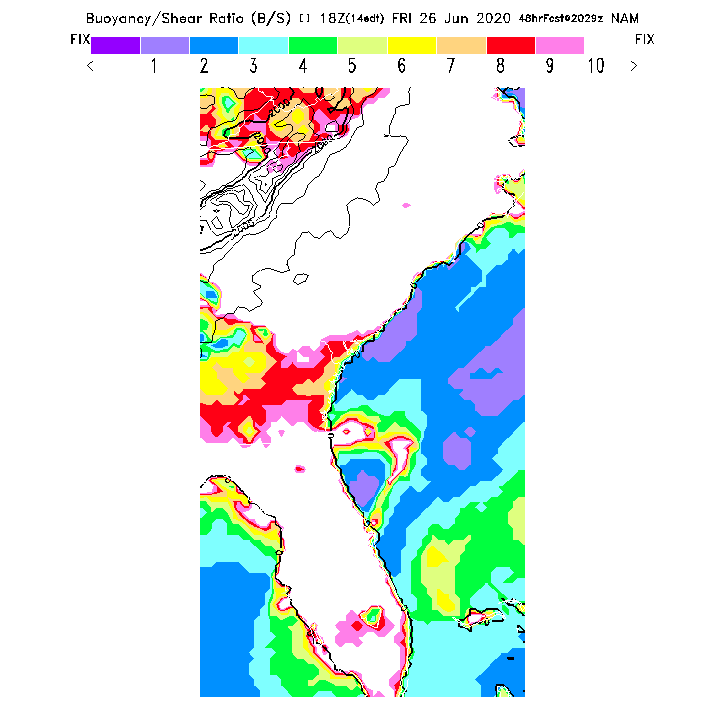 Buoyancy/Shear Ratio (B/S) [] 18Z(14edt) FRI 26 Jun 2020 48hrFcst@2029z NAM
FIX FIX
< 1 2 3 4 5 6 7 8 9 10 >